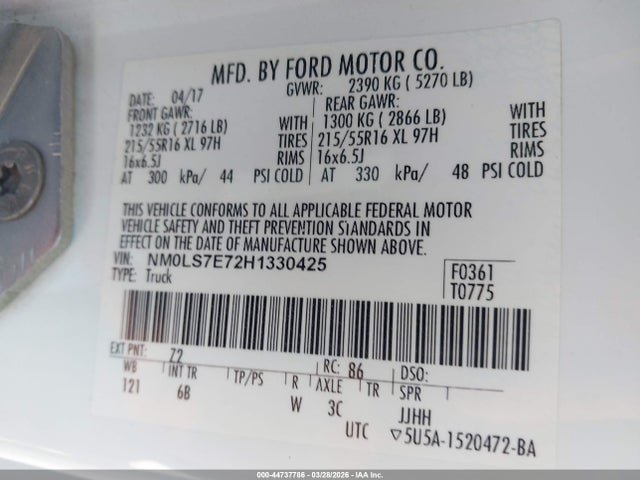 MFD. BY FORD MOTOR CO.
DATE: 04/17 GVWR: 2390 KG ( 5270 LB)
FRONT GAWR: REAR GAWR:
1232 KG ( 2716 LB) WITH 1300 KG ( 2866 LB) WITH
215/55R16 XL 97H TIRES 215/55R16 XL 97H TIRES
16x6.5J RIMS 16x6.5J RIMS
AT 300 kPa/ 44 PSI COLD AT 330 kPa/ 48 PSI COLD
THIS VEHICLE CONFORMS TO ALL APPLICABLE FEDERAL MOTOR
VEHICLE SAFETY AND THEFT PREVENTION STANDARDS IN
EFFECT ON THE DATE OF MANUFACTURE SHOWN ABOVE.
VIN: NM0LS7E72H1330425 F0361
TYPE: Truck T0775
EXT PNT: Z2 RC: 86 DSO:
WB INT TR TP/PS R AXLE TR SPR
121 6B W 3C JJHH
UTC ▽5U5A-1520472-BA
000-44737766 | 03/28/2026 - IAA Inc.